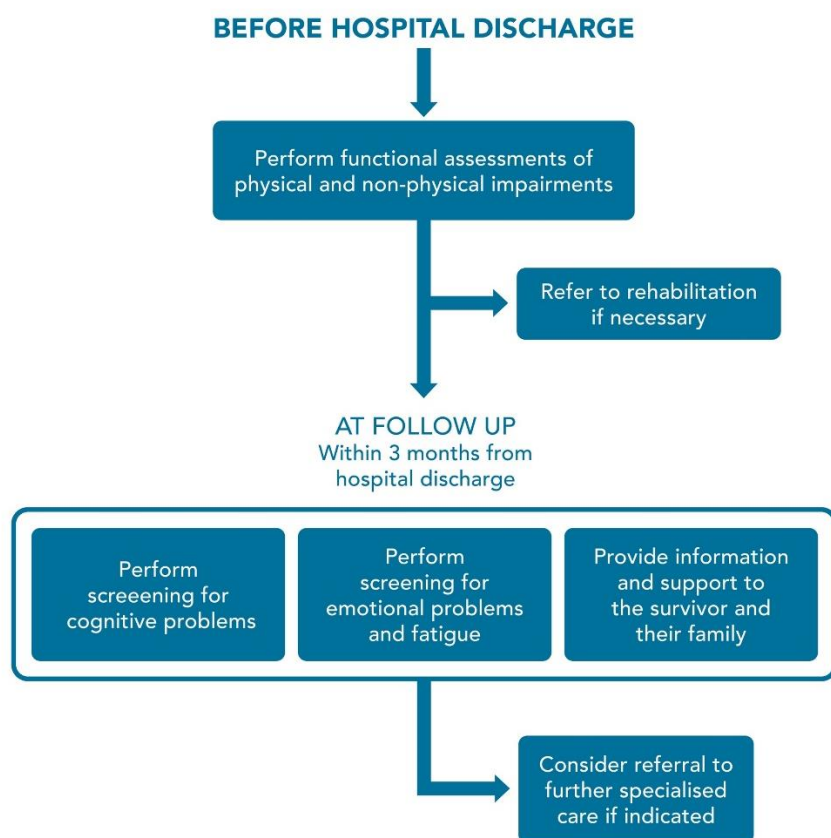 BEFORE HOSPITAL DISCHARGE
Perform functional assessments of
physical and non-physical impairments
Refer to rehabilitation
if necessary
AT FOLLOW UP
Within 3 months from
hospital discharge
Perform
screeening for
cognitive problems
Perform
screening for
emotional problems
and fatigue
Provide information
and support to
the survivor and
their family
Consider referral to
further specialised
care if indicated